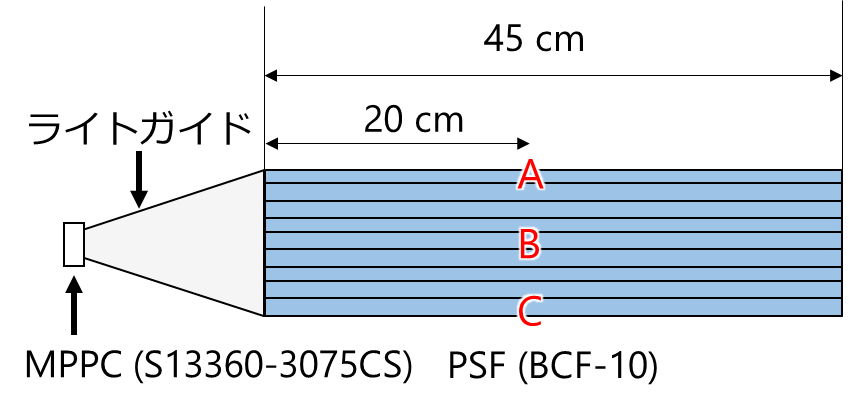 45 cm
20 cm
ライトガイド
A
B
C
MPPC (S13360-3075CS)
PSF (BCF-10)